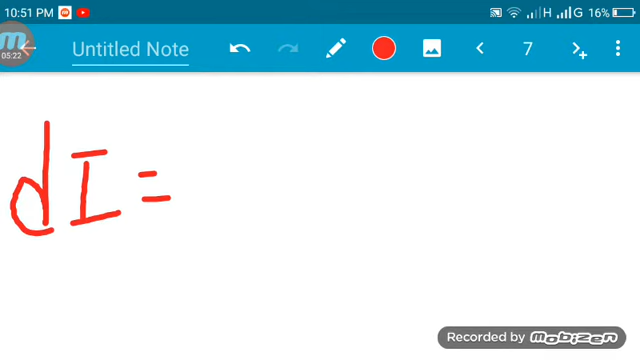 10:51 PM H G 16%
m 05:22 Untitled Note 7
dI =
Recorded by mobizen